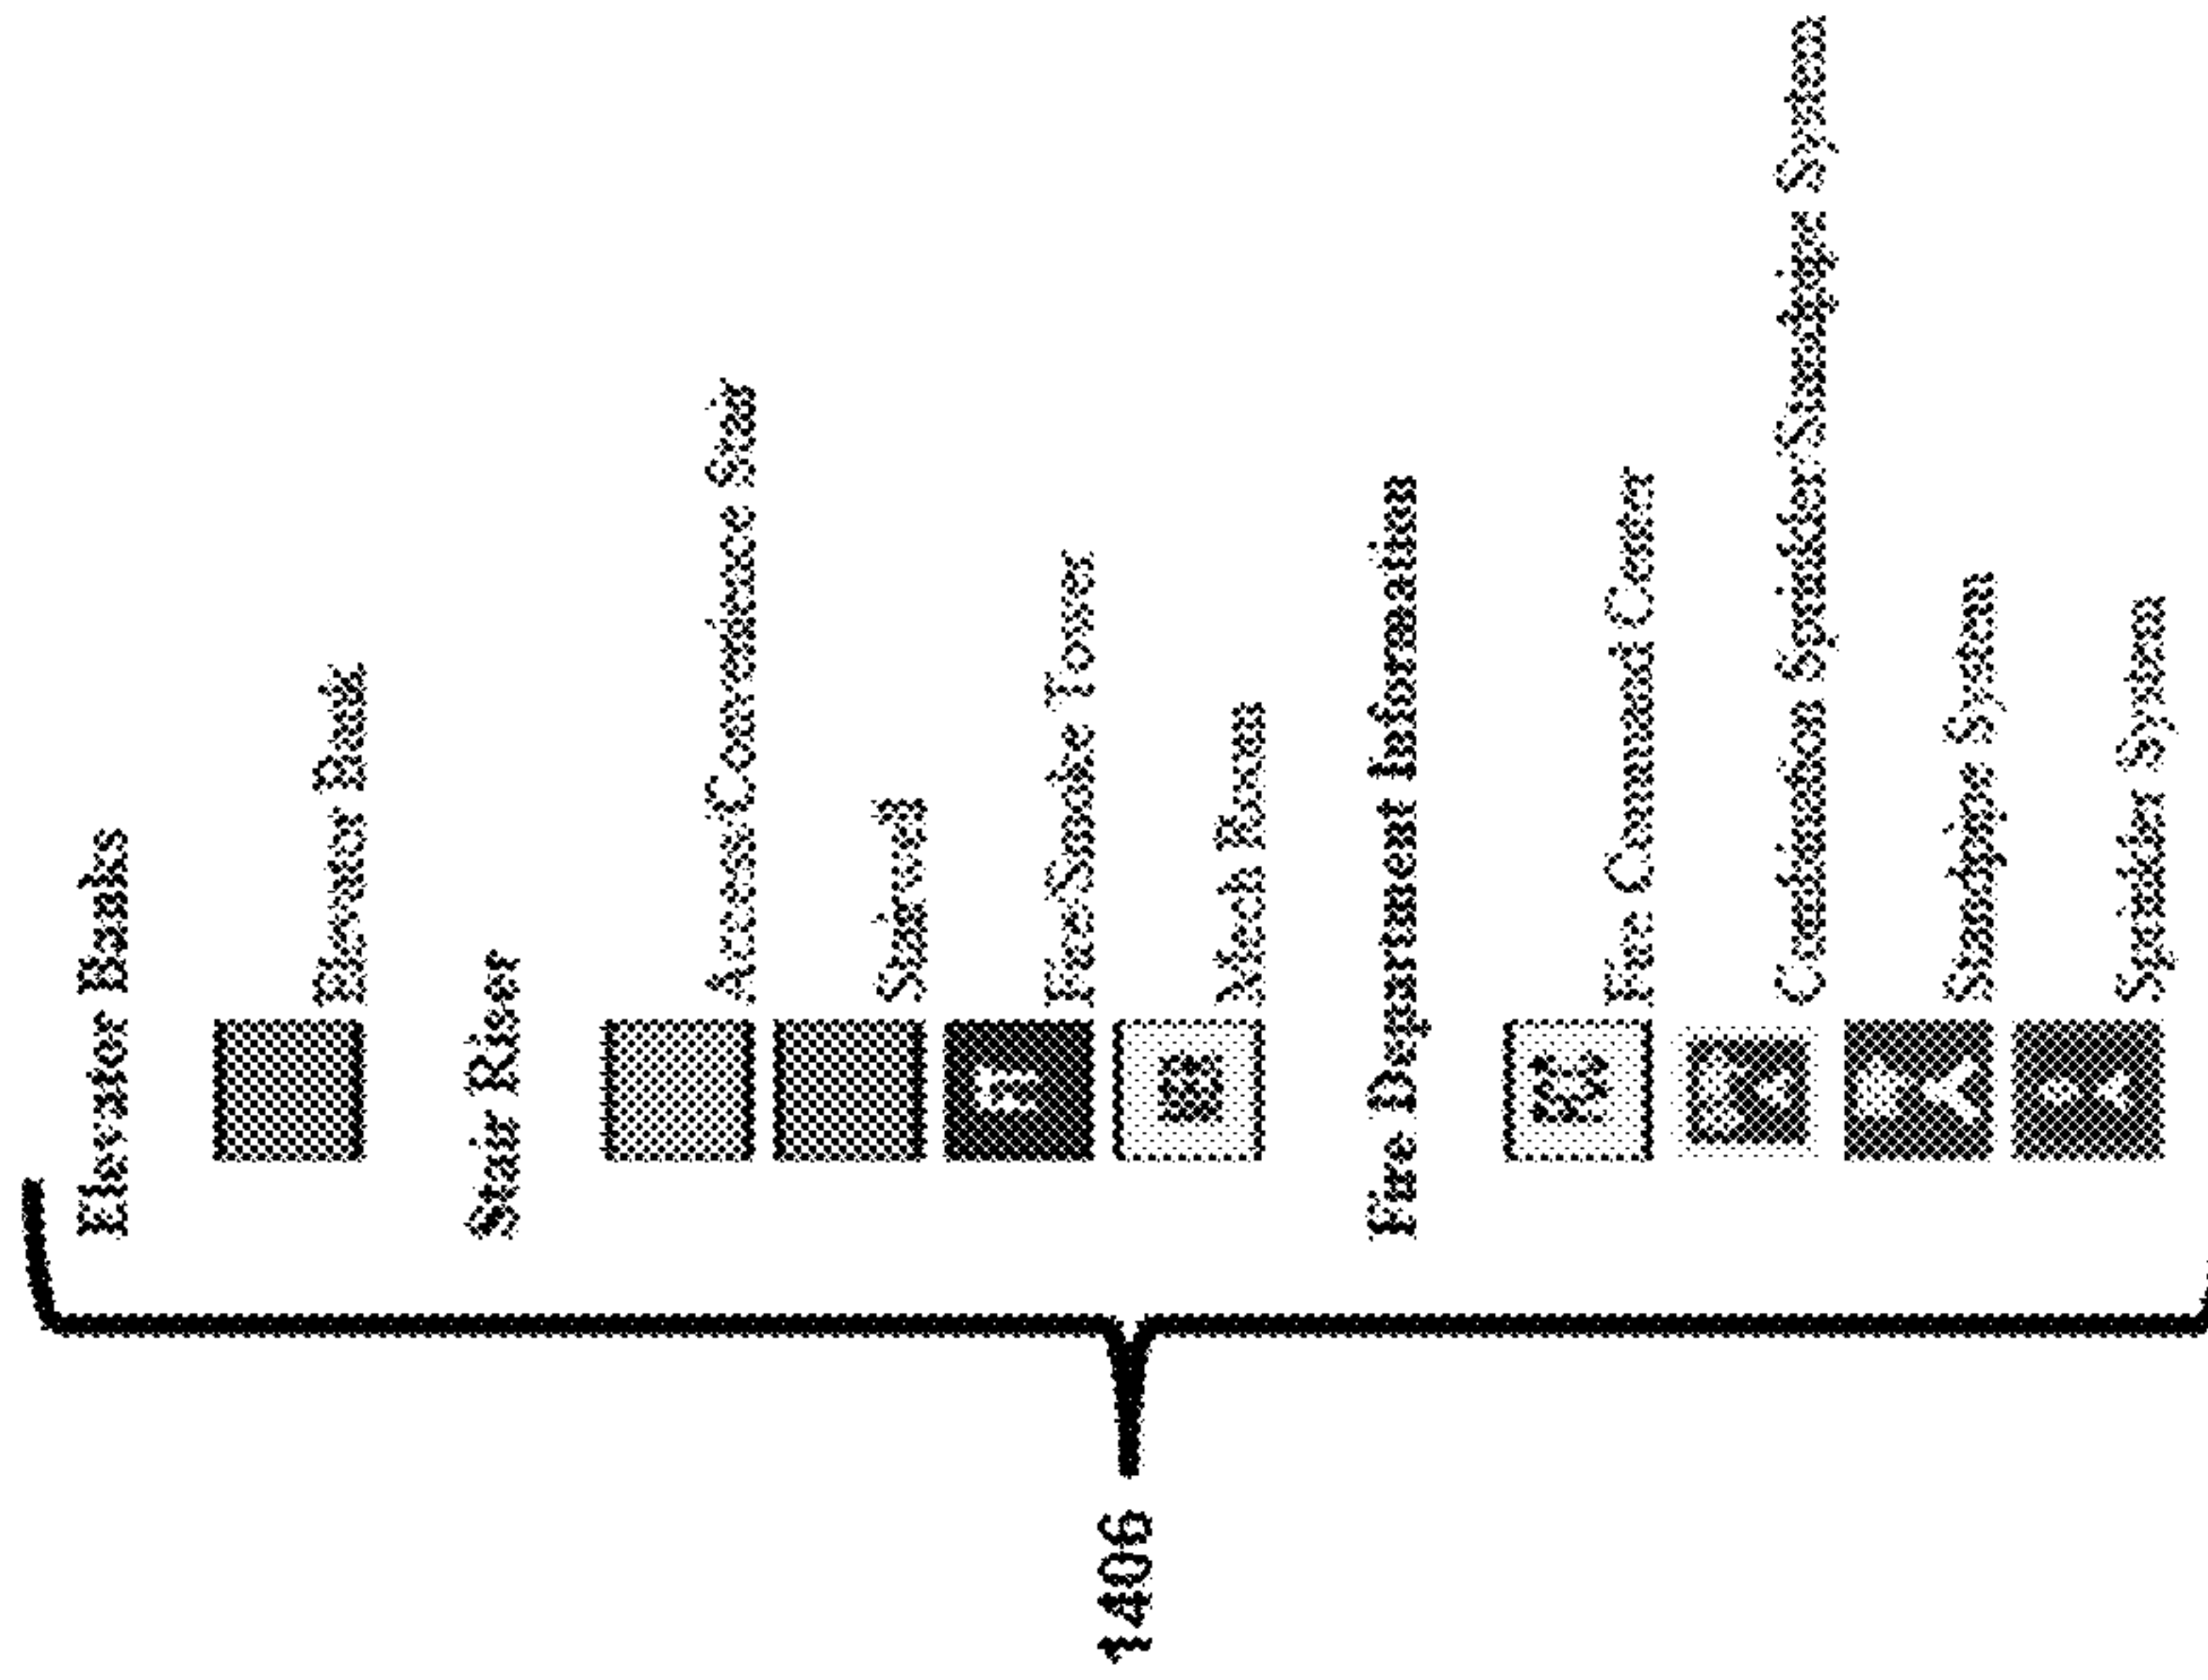 Elevator Banks
Elevator Bank
Stair Riser
Access/Convenience Stair
Stairwell
Fire/Smoke Tower
Mech Rooms
Fire Department Information
Fire Command Center
Combination Sprinkler/Standpipe System
Standpipe System
Sprinkler System
1406